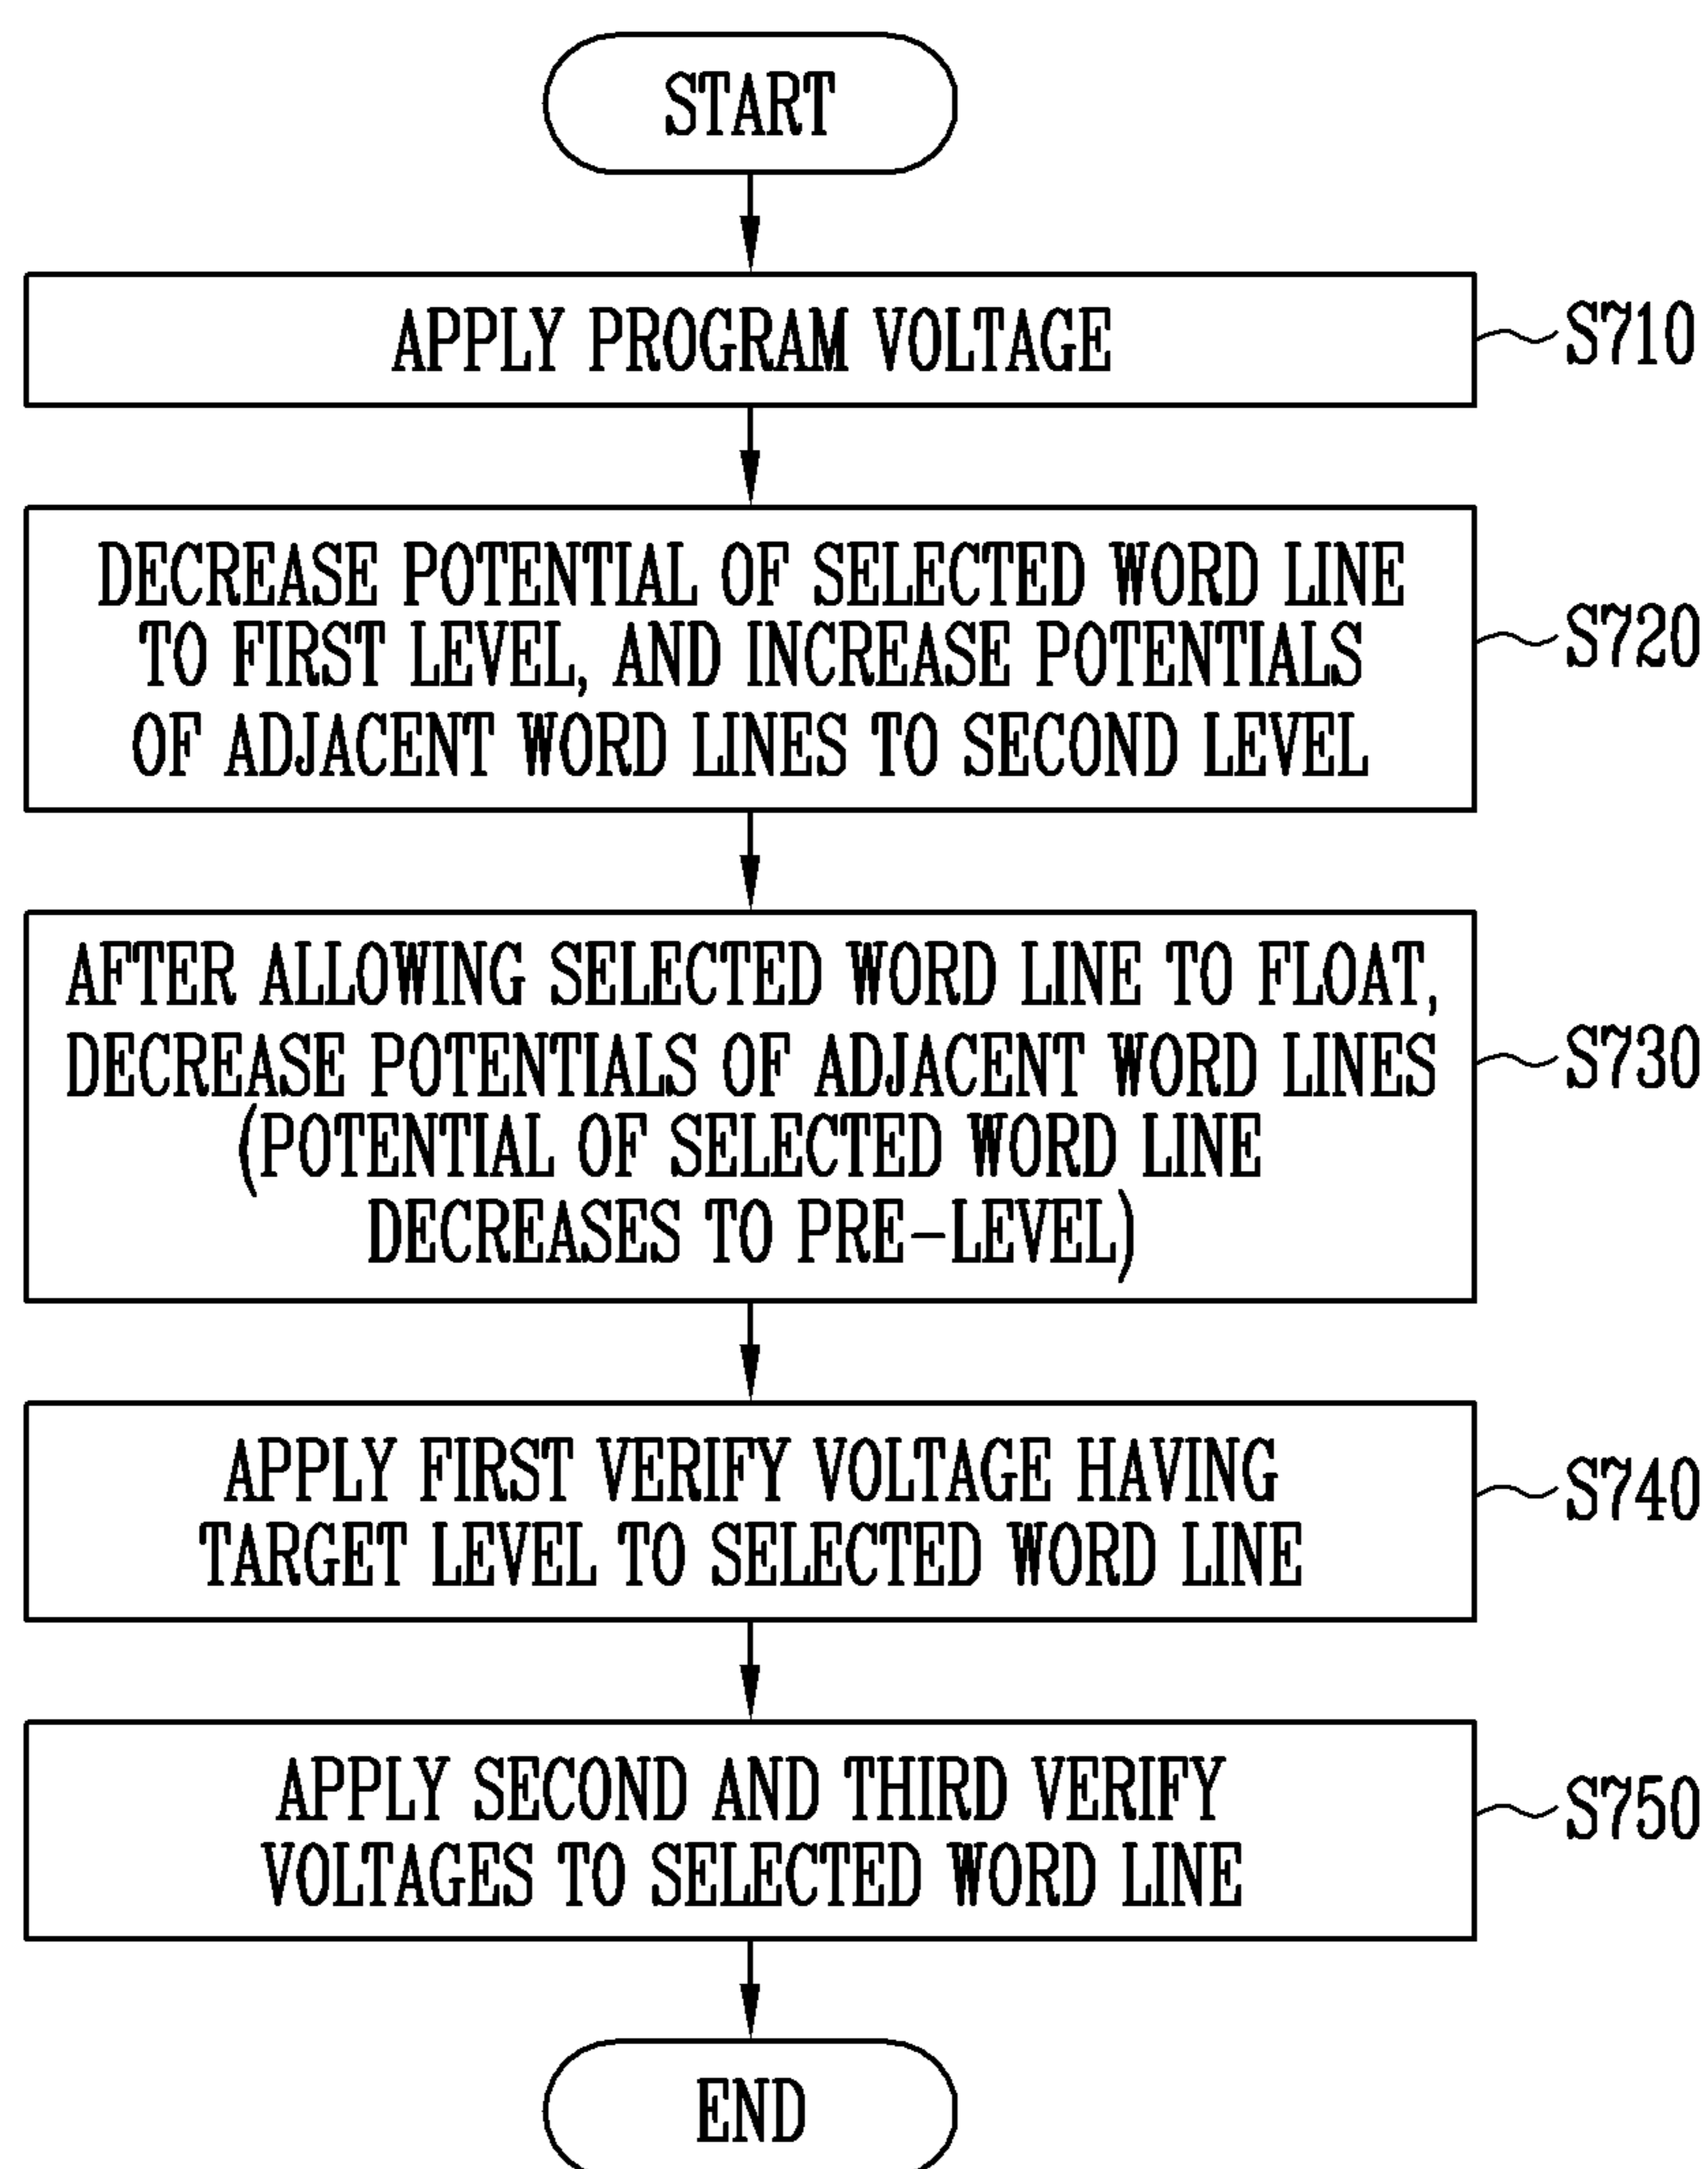 START
APPLY PROGRAM VOLTAGE
S710
DECREASE POTENTIAL OF SELECTED WORD LINE
TO FIRST LEVEL, AND INCREASE POTENTIALS
OF ADJACENT WORD LINES TO SECOND LEVEL
S720
AFTER ALLOWING SELECTED WORD LINE TO FLOAT,
DECREASE POTENTIALS OF ADJACENT WORD LINES
(POTENTIAL OF SELECTED WORD LINE
DECREASES TO PRE-LEVEL)
S730
APPLY FIRST VERIFY VOLTAGE HAVING
TARGET LEVEL TO SELECTED WORD LINE
S740
APPLY SECOND AND THIRD VERIFY
VOLTAGES TO SELECTED WORD LINE
S750
END